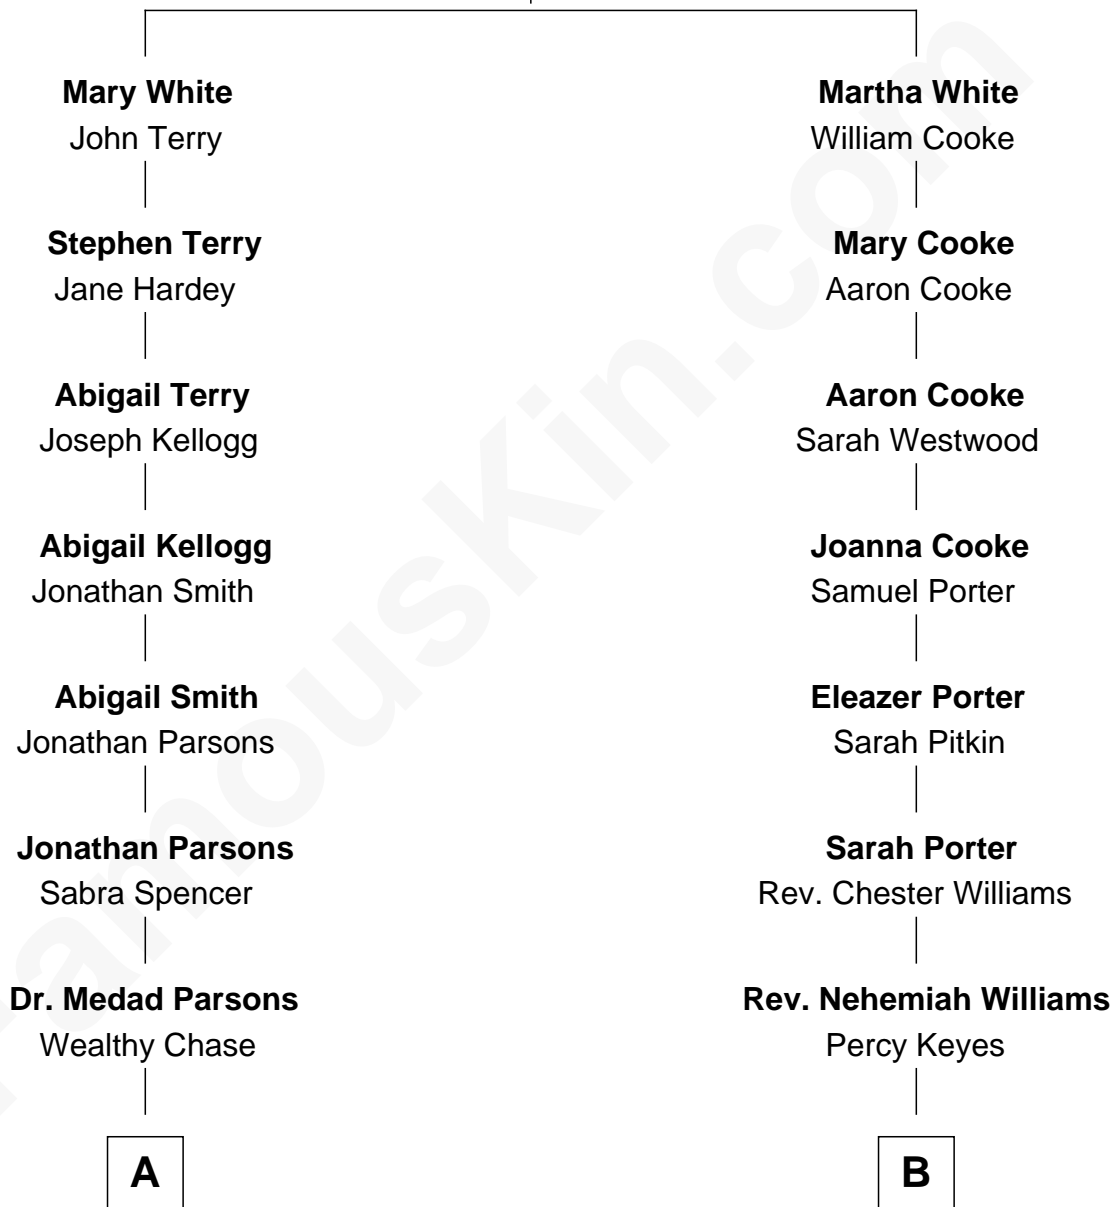 Mary White
John Terry
Stephen Terry
Jane Hardey
Abigail Terry
Joseph Kellogg
Abigail Kellogg
Jonathan Smith
Abigail Smith
Jonathan Parsons
Jonathan Parsons
Sabra Spencer
Dr. Medad Parsons
Wealthy Chase
A
Martha White
William Cooke
Mary Cooke
Aaron Cooke
Aaron Cooke
Sarah Westwood
Joanna Cooke
Samuel Porter
Eleazer Porter
Sarah Pitkin
Sarah Porter
Rev. Chester Williams
Rev. Nehemiah Williams
Percy Keyes
B
FamousKin.com